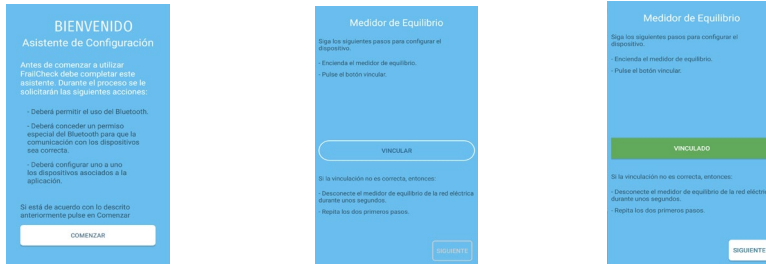 BIENVENIDO
Asistente de Configuración
Antes de comenzar a utilizar
FrailCheck debe completar este
asistente. Durante el proceso se le
solicitarán las siguientes acciones:
- Deberá permitir el uso del Bluetooth.
- Deberá conceder un permiso
especial del Bluetooth para que la
comunicación con los dispositivos
sea correcta.
- Deberá configurar uno a uno
los dispositivos asociados a la
aplicación.
Si está de acuerdo con lo descrito
anteriormente pulse en Comenzar
COMENZAR
Medidor de Equilibrio
Siga los siguientes pasos para configurar el
dispositivo.
- Encienda el medidor de equilibrio.
- Pulse el botón vincular.
VINCULAR
Si la vinculación no es correcta, entonces:
- Desconecte el medidor de equilibrio de la red eléctrica
durante unos segundos.
- Repita los dos primeros pasos.
SIGUIENTE
Medidor de Equilibrio
Siga los siguientes pasos para configurar el
dispositivo.
- Encienda el medidor de equilibrio.
- Pulse el botón vincular.
VINCULADO
Si la vinculación no es correcta, entonces:
- Desconecte el medidor de equilibrio de la red eléctric
durante unos segundos.
- Repita los dos primeros pasos.
SIGUIENTE